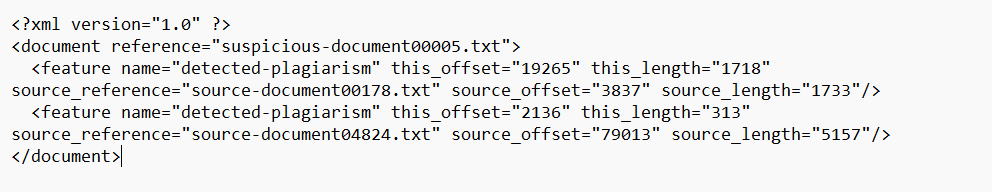 <?xml version="1.0" ?>
<document reference="suspicious-document00005.txt">
  <feature name="detected-plagiarism" this_offset="19265" this_length="1718"
source_reference="source-document00178.txt" source_offset="3837" source_length="1733"/>
  <feature name="detected-plagiarism" this_offset="2136" this_length="313"
source_reference="source-document04824.txt" source_offset="79013" source_length="5157"/>
</document>